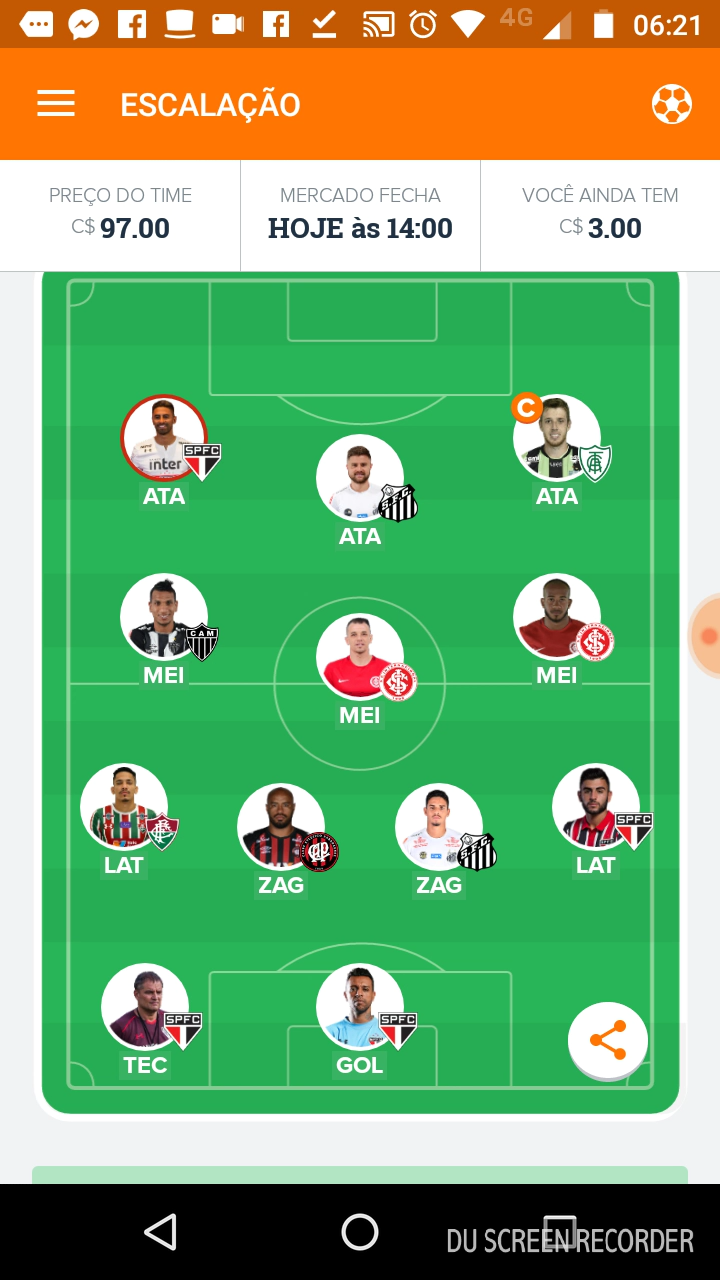 4G
06:21
ESCALAÇÃO
PREÇO DO TIME
C$ 97.00
MERCADO FECHA
HOJE às 14:00
VOCÊ AINDA TEM
C$ 3.00
C
inter
SPFC
ATA
S.F.C.
ATA
ATA
CAM
MEI
MEI
MEI
LAT
ZAG
S.F.C.
ZAG
SPFC
LAT
SPFC
TEC
SPFC
GOL
DU SCREEN RECORDER